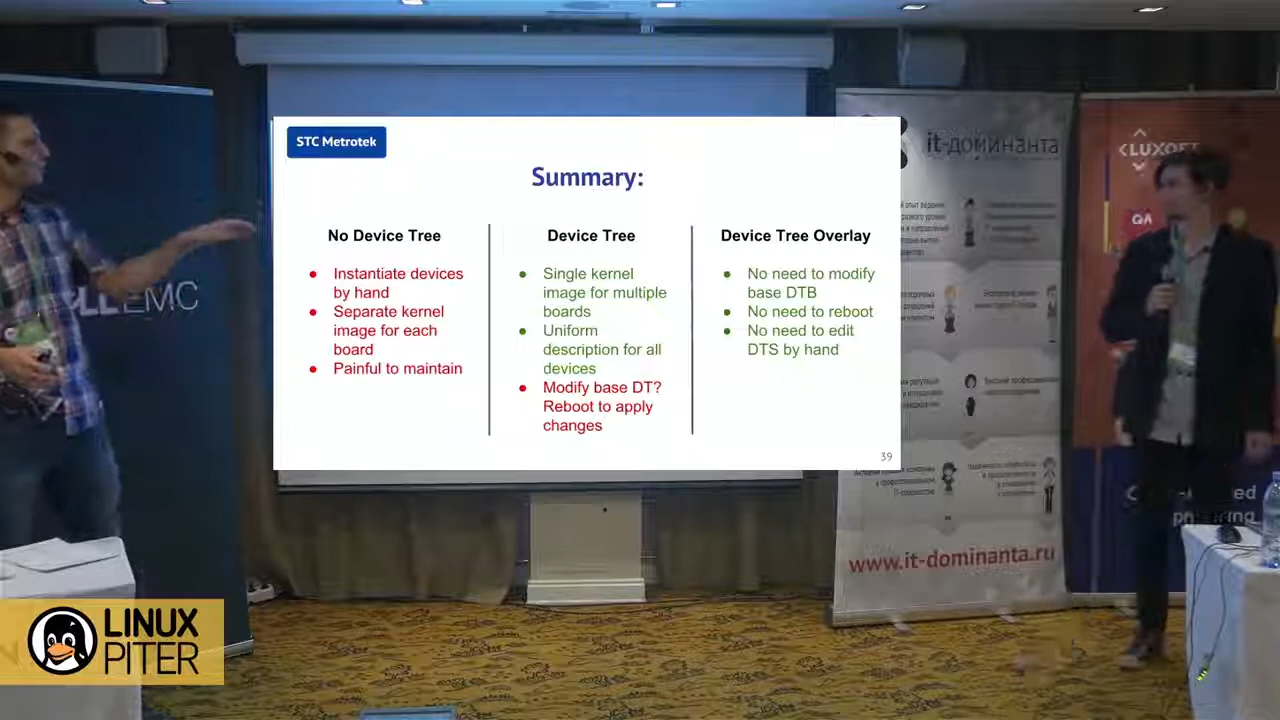 STC Metrotek
Summary:
No Device Tree
Instantiate devices
by hand
Separate kernel
image for each
board
Painful to maintain
Device Tree
Single kernel
image for multiple
boards
Uniform
description for all
devices
Modify base DT?
Reboot to apply
changes
Device Tree Overlay
No need to modify
base DTB
No need to reboot
No need to edit
DTS by hand
39
EMC
it-доминанта
www.it-dominanta.ru
LUXOFT
QA
LINUX
PITER